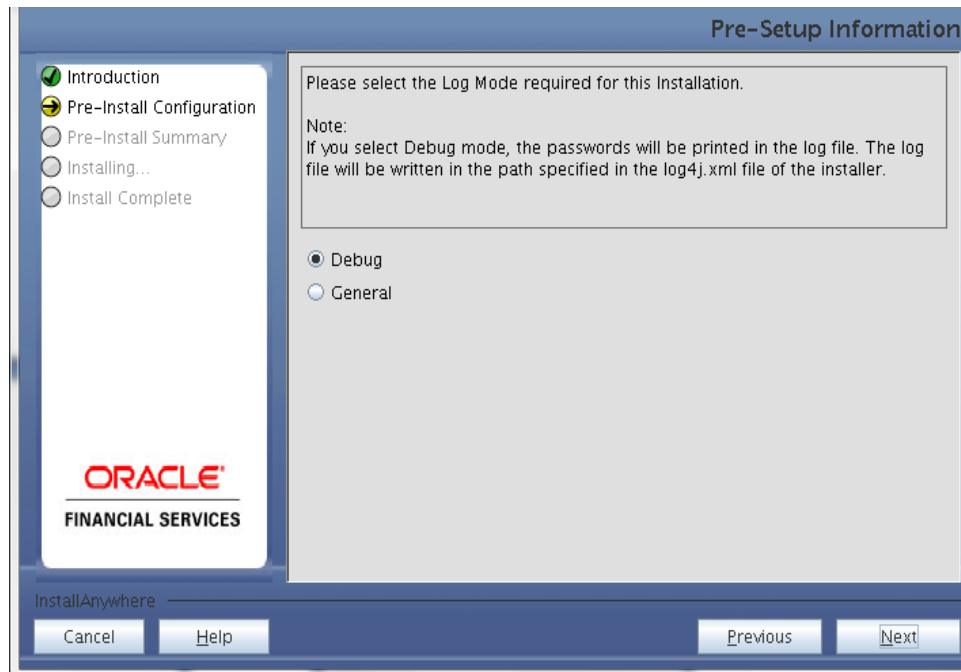 Pre-Setup Information
Introduction
Pre-Install Configuration
Pre-Install Summary
Installing...
Install Complete
Please select the Log Mode required for this Installation.
Note:
If you select Debug mode, the passwords will be printed in the log file. The log
file will be written in the path specified in the log4j.xml file of the installer.
Debug
General
ORACLE'
FINANCIAL SERVICES
InstallAnywhere
Cancel
Help
Previous
Next